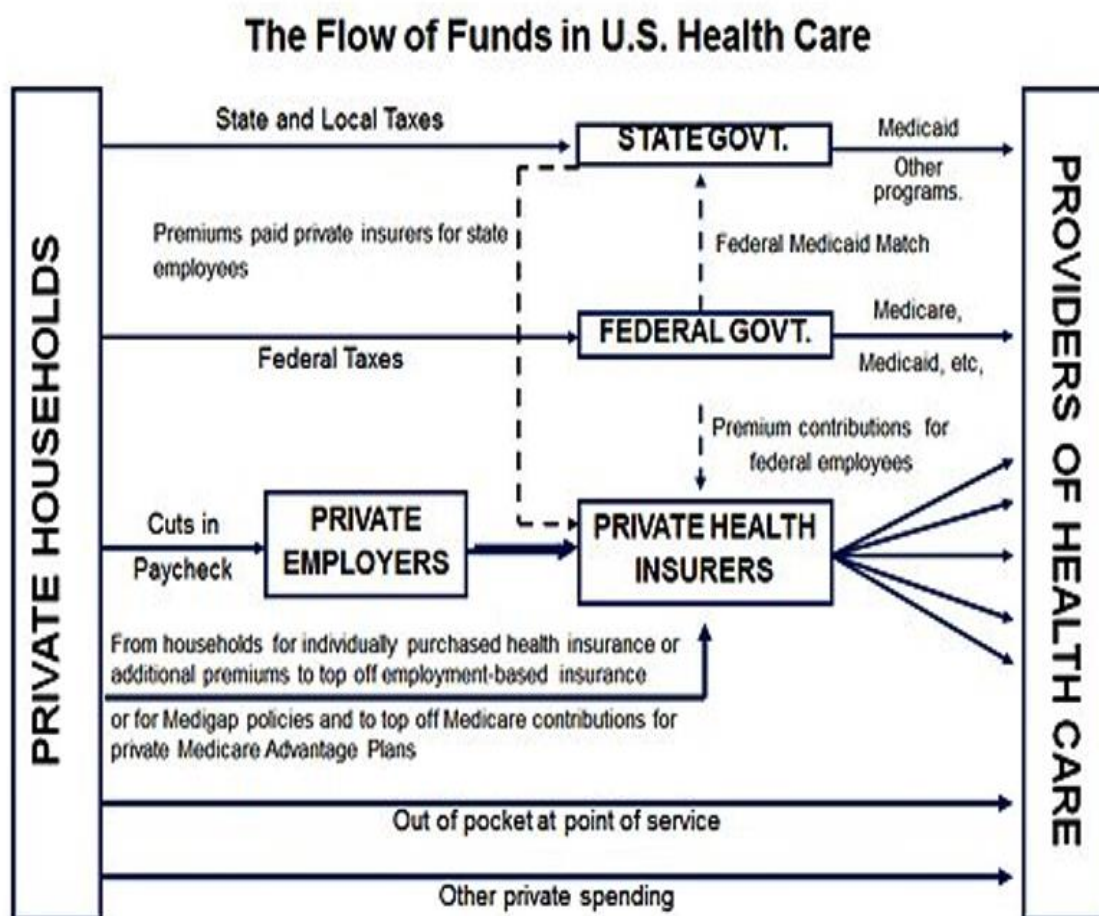 The Flow of Funds in U.S. Health Care
PRIVATE HOUSEHOLDS
State and Local Taxes
STATE GOVT.
Medicaid
Other
programs.
Premiums paid private insurers for state
employees
Federal Medicaid Match
Federal Taxes
FEDERAL GOVT.
Medicare,
Medicaid, etc,
Premium contributions for
federal employees
Cuts in
Paycheck
PRIVATE
EMPLOYERS
PRIVATE HEALTH
INSURERS
From households for individually purchased health insurance or
additional premiums to top off employment-based insurance
or for Medigap policies and to top off Medicare contributions for
private Medicare Advantage Plans
Out of pocket at point of service
Other private spending
PROVIDERS OF HEALTH CARE